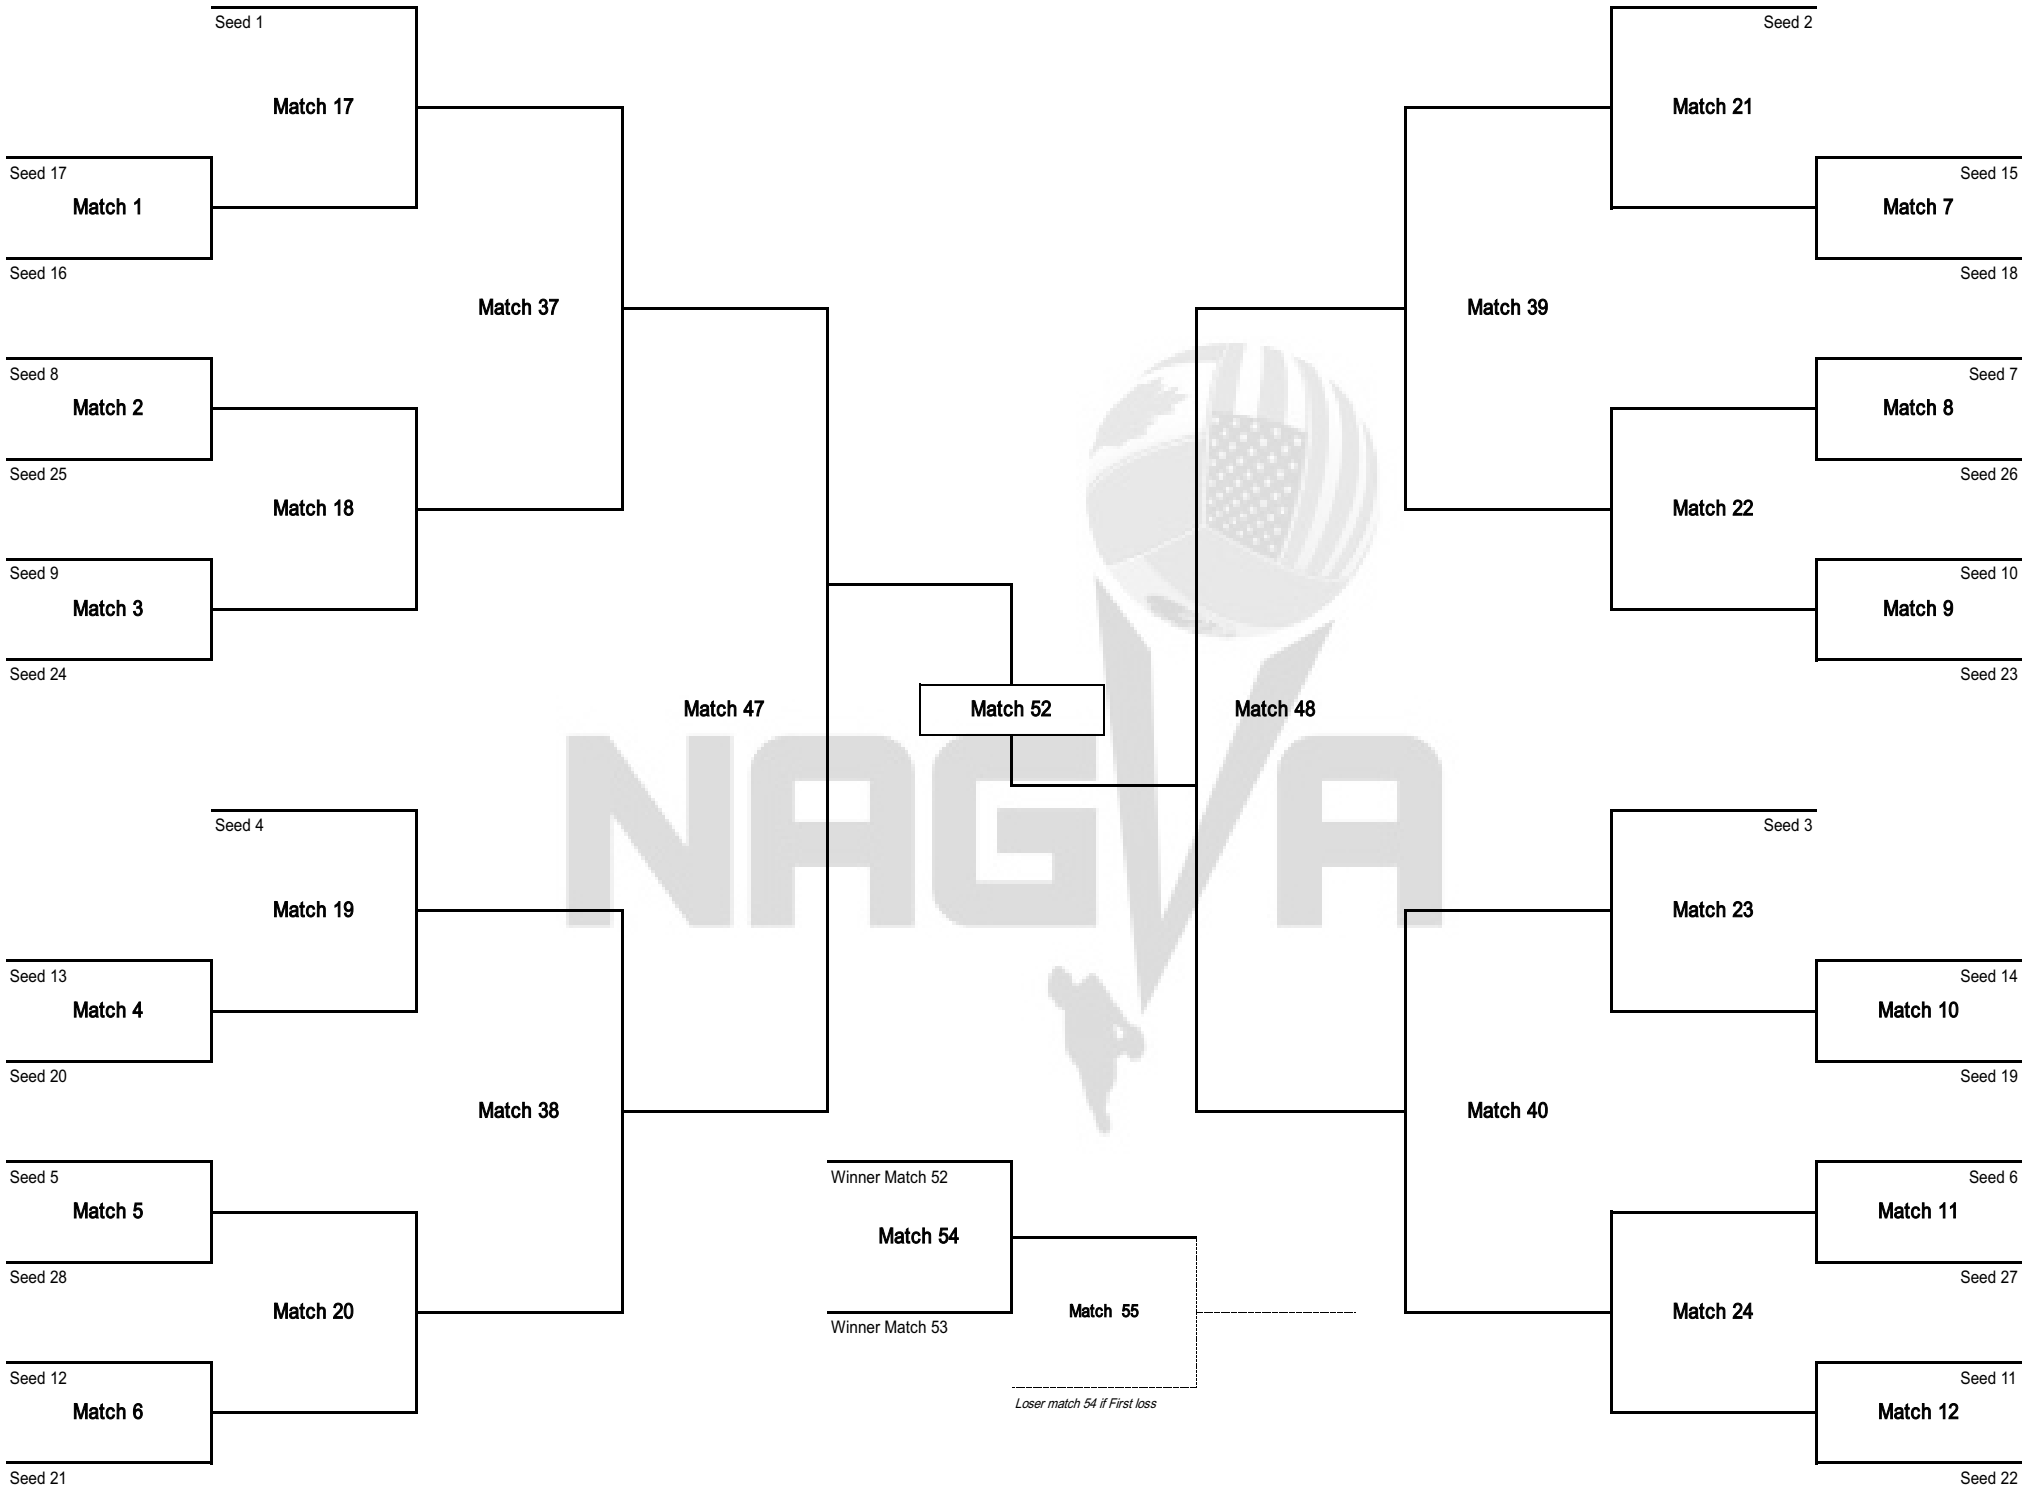 Seed 1
Seed 2
Match 17
Match 21
Seed 17
Seed 15
Match 1
Match 7
Seed 16
Seed 18
Match 37
Match 39
Seed 8
Seed 7
Match 2
Match 8
Seed 25
Seed 26
Match 18
Match 22
Seed 9
Seed 10
Match 3
Match 9
Seed 24
Seed 23
Match 47
Match 52
Match 48
NAGVA
Seed 4
Seed 3
Match 19
Match 23
Seed 13
Seed 14
Match 4
Match 10
Seed 20
Seed 19
Match 38
Match 40
Seed 5
Winner Match 52
Seed 6
Match 5
Match 11
Match 54
Seed 28
Seed 27
Match 20
Match 55
Match 24
Winner Match 53
Seed 12
Seed 11
Loser match 54 if First loss
Match 6
Match 12
Seed 21
Seed 22